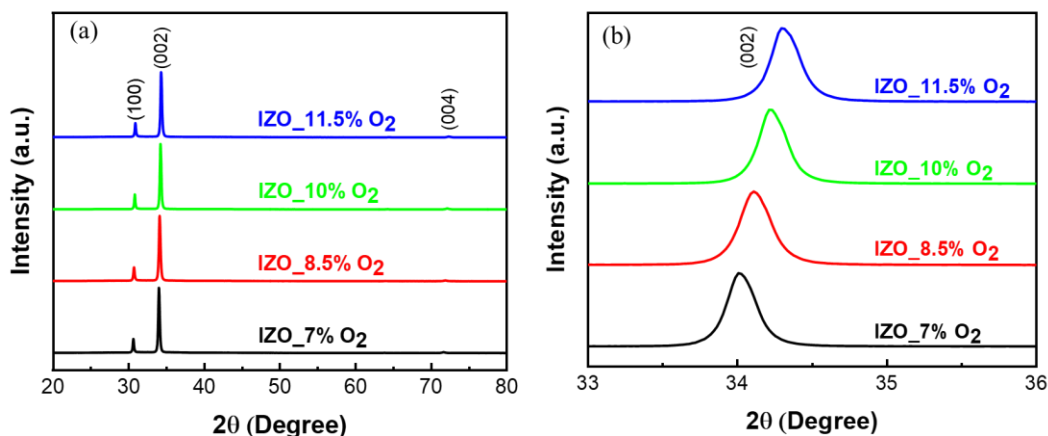 (a)
(100)
(002)
(004)
IZO_11.5% O2
IZO_10% O2
IZO_8.5% O2
IZO_7% O2
Intensity (a.u.)
20 30 40 50 60 70 80
2θ (Degree)
(b)
(002)
IZO_11.5% O2
IZO_10% O2
IZO_8.5% O2
IZO_7% O2
Intensity (a.u.)
33 34 35 36
2θ (Degree)